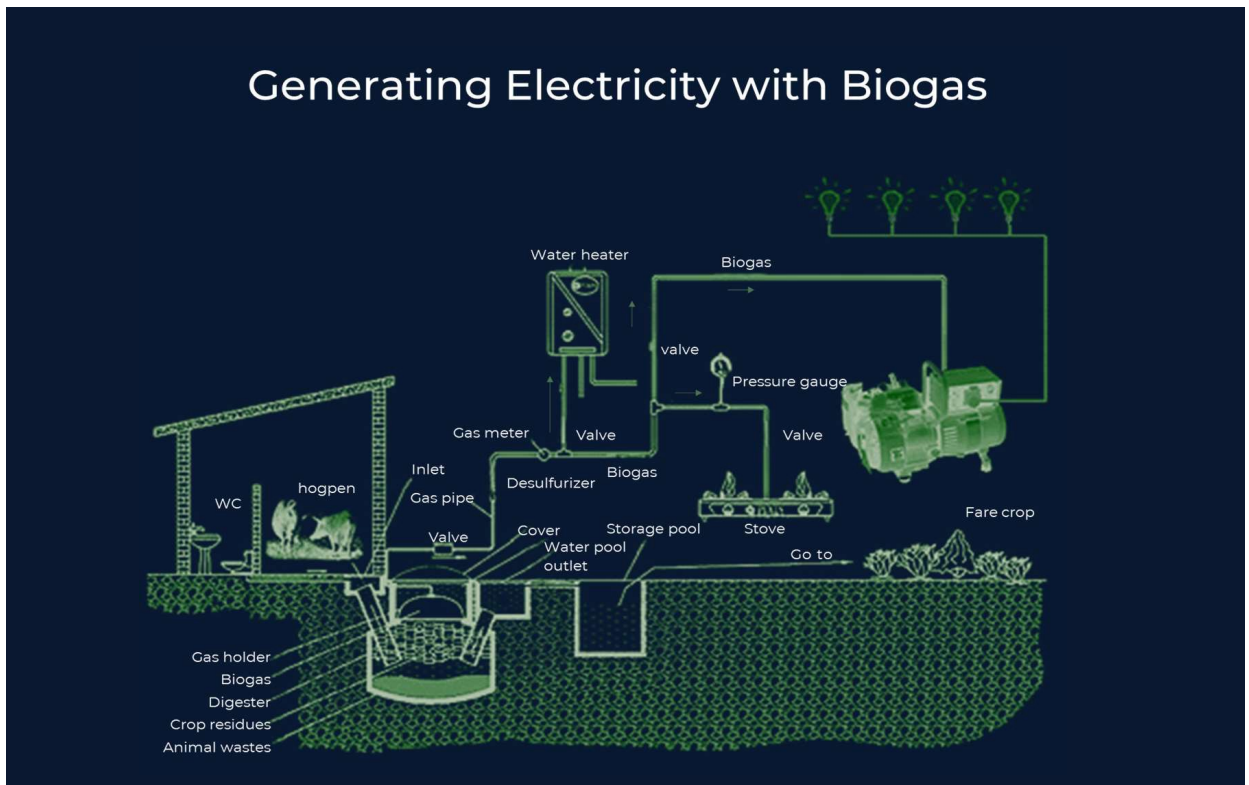 Generating Electricity with Biogas
Water heater
Biogas
valve
Pressure gauge
Gas meter
Valve
Valve
Inlet
Desulfurizer
Biogas
hogpen
WC
Gas pipe
Fare crop
Valve
Cover
Storage pool
Stove
Water pool
outlet
Go to
Gas holder
Biogas
Digester
Crop residues
Animal wastes